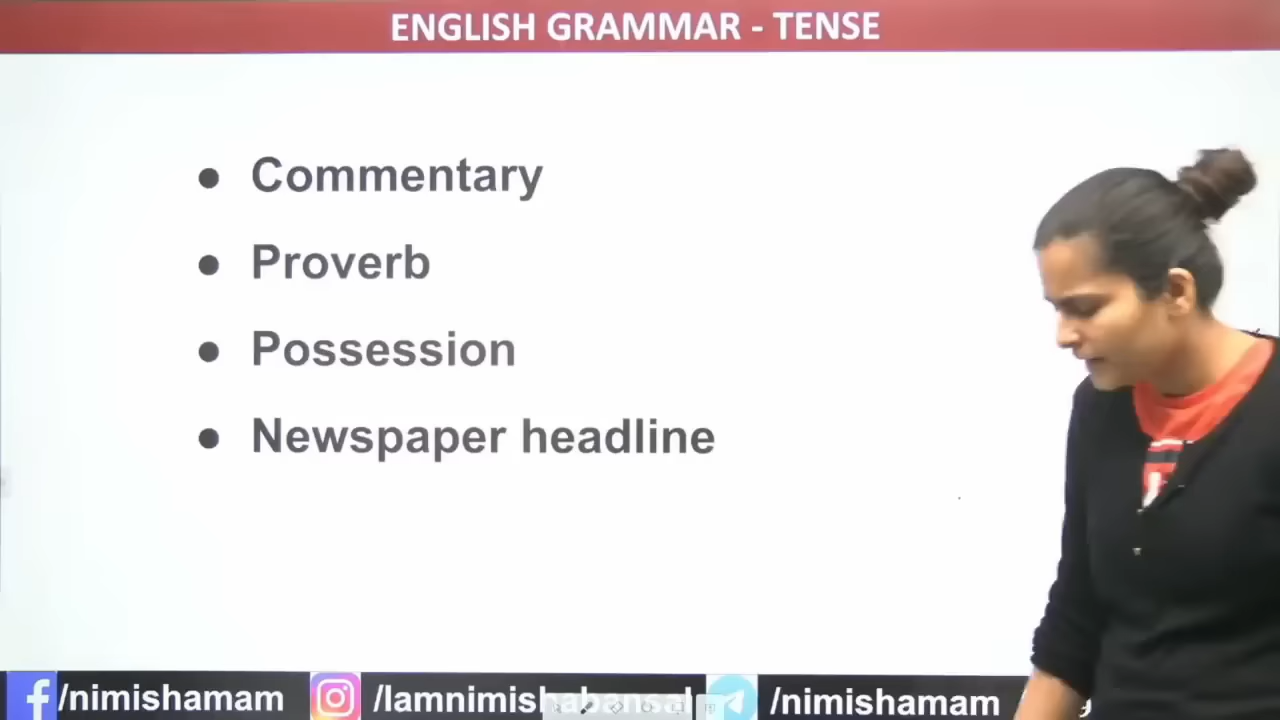 ENGLISH GRAMMAR - TENSE
● Commentary
● Proverb
● Possession
● Newspaper headline
/nimishamam /Iamnimishabansal /nimishamam